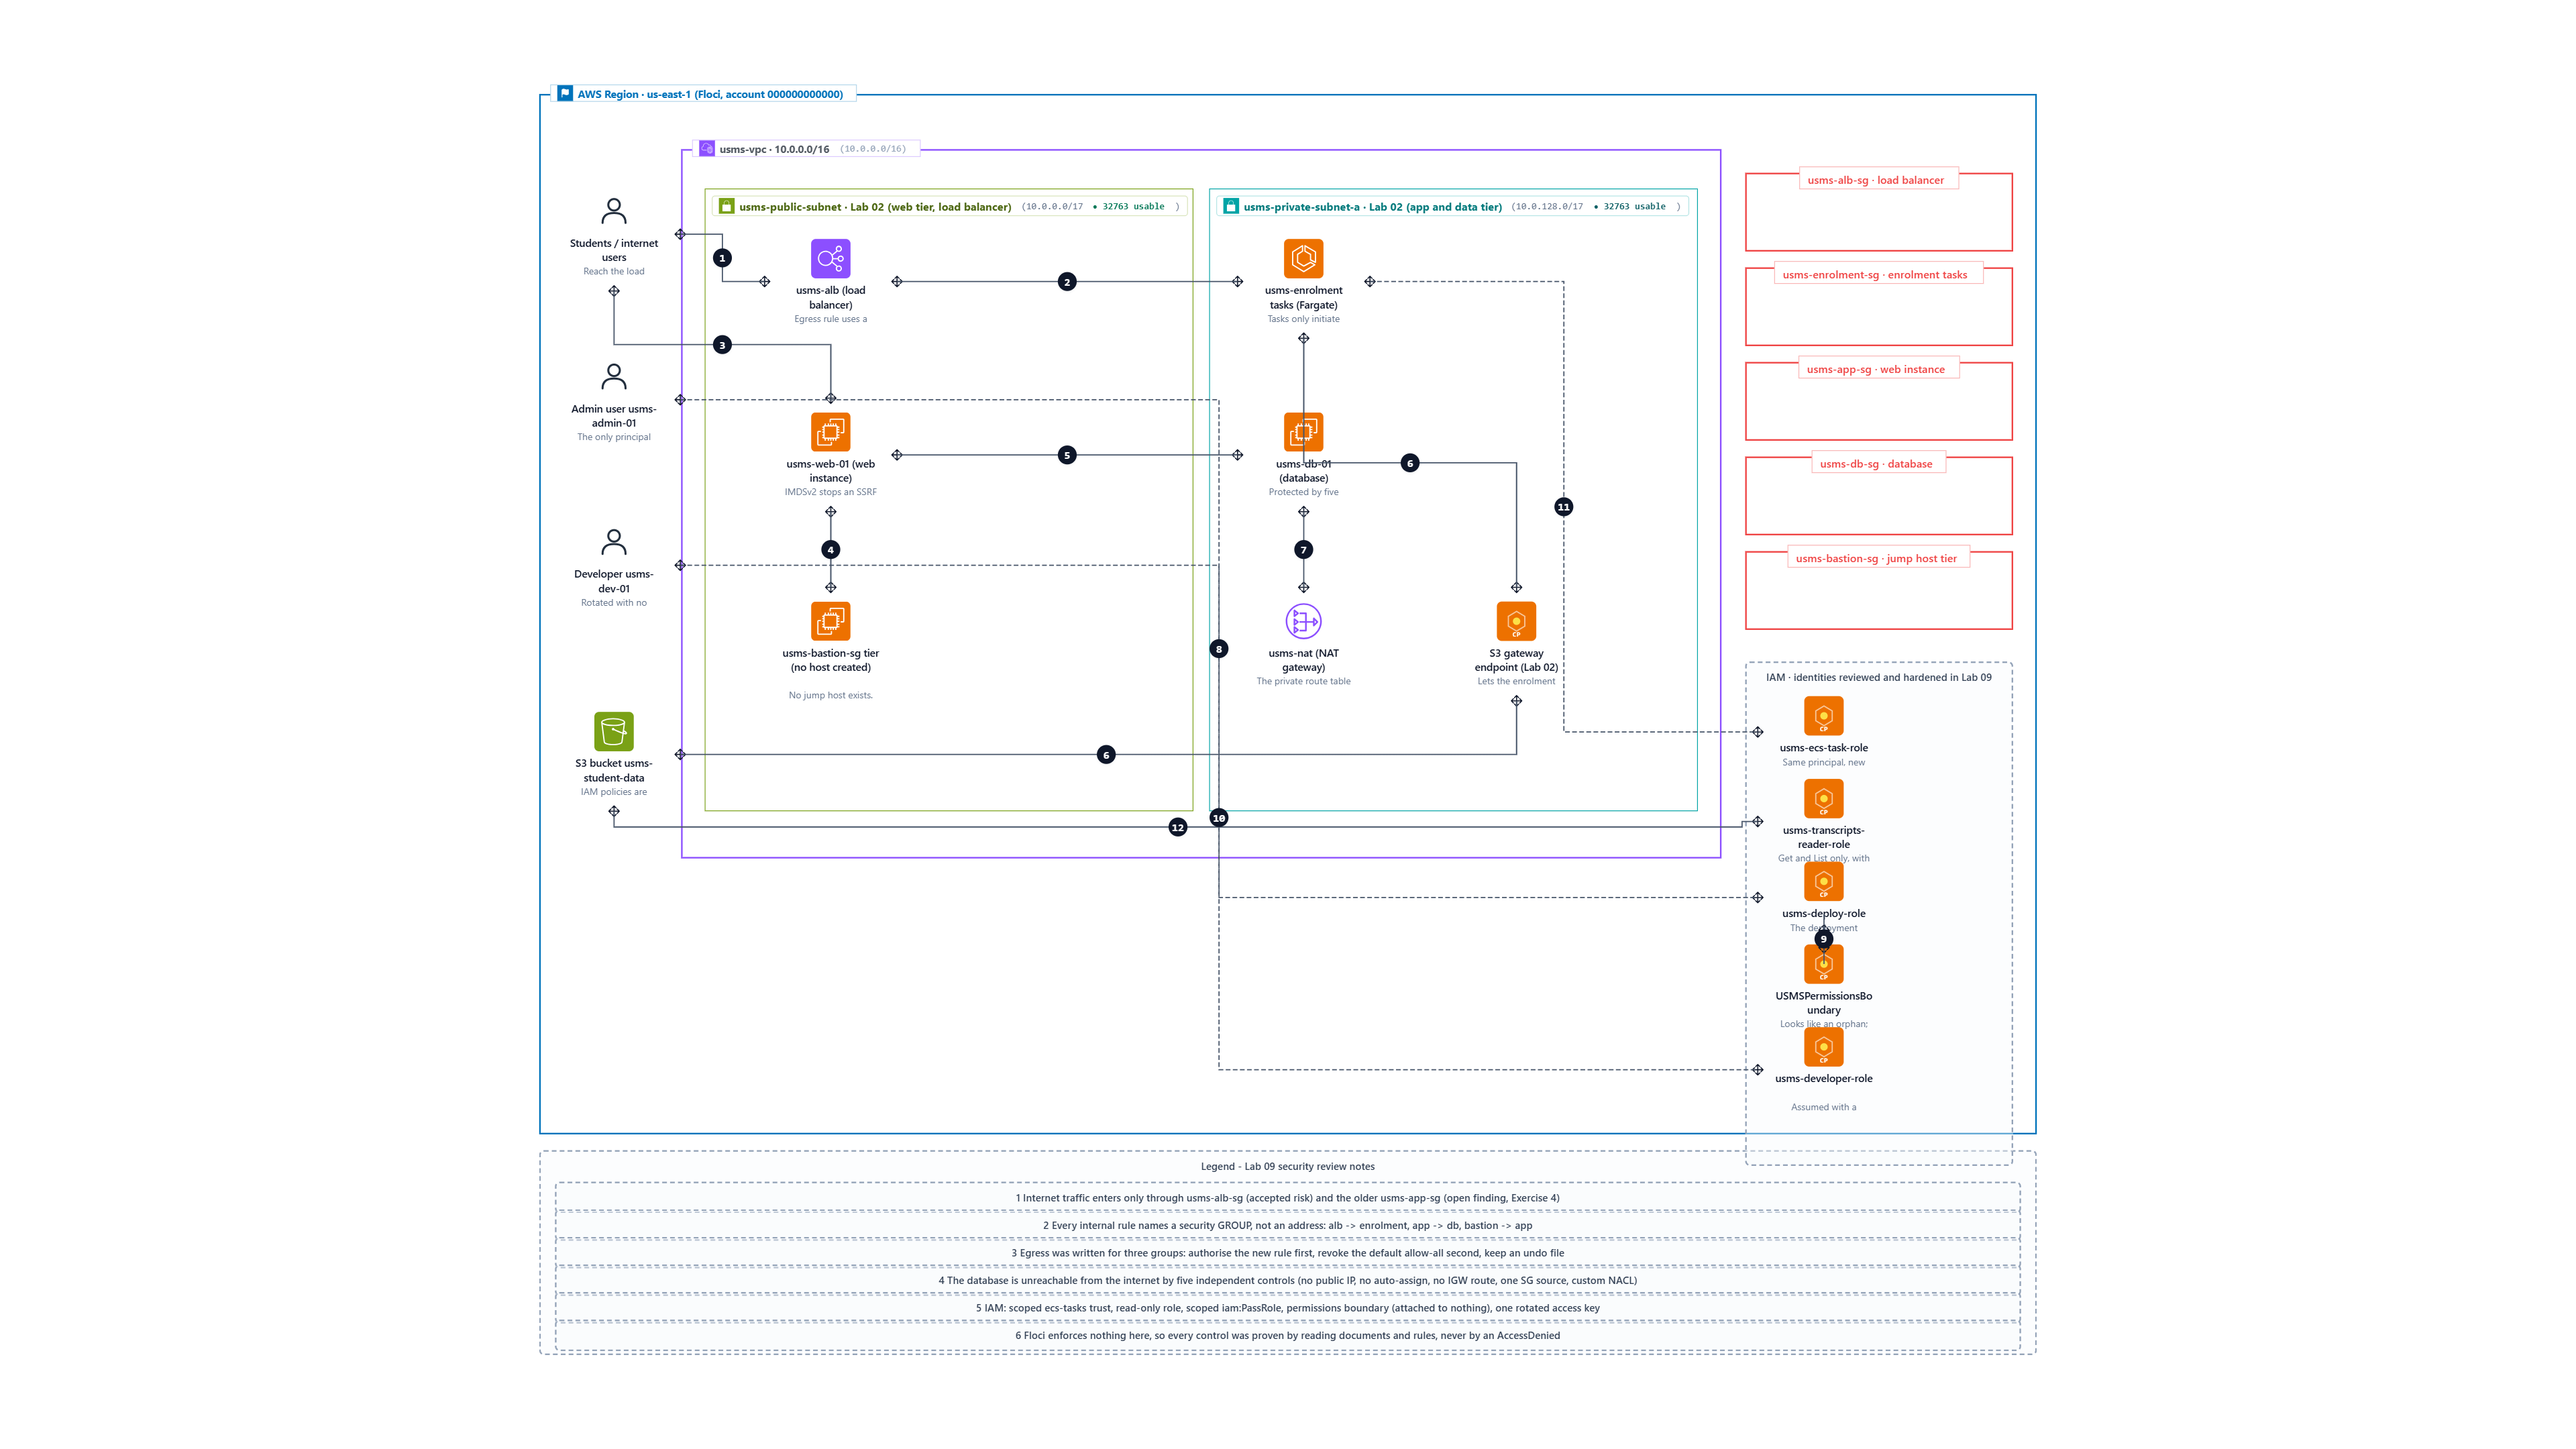 AWS Region · us-east-1 (Floci, account 000000000000)
usms-vpc · 10.0.0.0/16 (10.0.0.0/16)
usms-public-subnet · Lab 02 (web tier, load balancer) (10.0.0.0/17 • 32763 usable )
usms-private-subnet-a · Lab 02 (app and data tier) (10.0.128.0/17 • 32763 usable )
Students / internet
users
Reach the load
1
usms-alb (load
balancer)
Egress rule uses a
2
usms-enrolment
tasks (Fargate)
Tasks only initiate
3
Admin user usms-
admin-01
The only principal
usms-web-01 (web
instance)
IMDSv2 stops an SSRF
5
usms-db-01
(database)
Protected by five
6
11
4
7
Developer usms-
dev-01
Rotated with no
usms-bastion-sg tier
(no host created)
No jump host exists.
8
usms-nat (NAT
gateway)
The private route table
CP
S3 gateway
endpoint (Lab 02)
Lets the enrolment
S3 bucket usms-
student-data
IAM policies are
6
10
12
usms-alb-sg · load balancer
usms-enrolment-sg · enrolment tasks
usms-app-sg · web instance
usms-db-sg · database
usms-bastion-sg · jump host tier
IAM · identities reviewed and hardened in Lab 09
CP
usms-ecs-task-role
Same principal, new
CP
usms-transcripts-
reader-role
Get and List only, with
CP
usms-deploy-role
The deployment
9
CP
USMSPermissionsBo
undary
Looks like an orphan;
CP
usms-developer-role
Assumed with a
Legend - Lab 09 security review notes
1 Internet traffic enters only through usms-alb-sg (accepted risk) and the older usms-app-sg (open finding, Exercise 4)
2 Every internal rule names a security GROUP, not an address: alb -> enrolment, app -> db, bastion -> app
3 Egress was written for three groups: authorise the new rule first, revoke the default allow-all second, keep an undo file
4 The database is unreachable from the internet by five independent controls (no public IP, no auto-assign, no IGW route, one SG source, custom NACL)
5 IAM: scoped ecs-tasks trust, read-only role, scoped iam:PassRole, permissions boundary (attached to nothing), one rotated access key
6 Floci enforces nothing here, so every control was proven by reading documents and rules, never by an AccessDenied